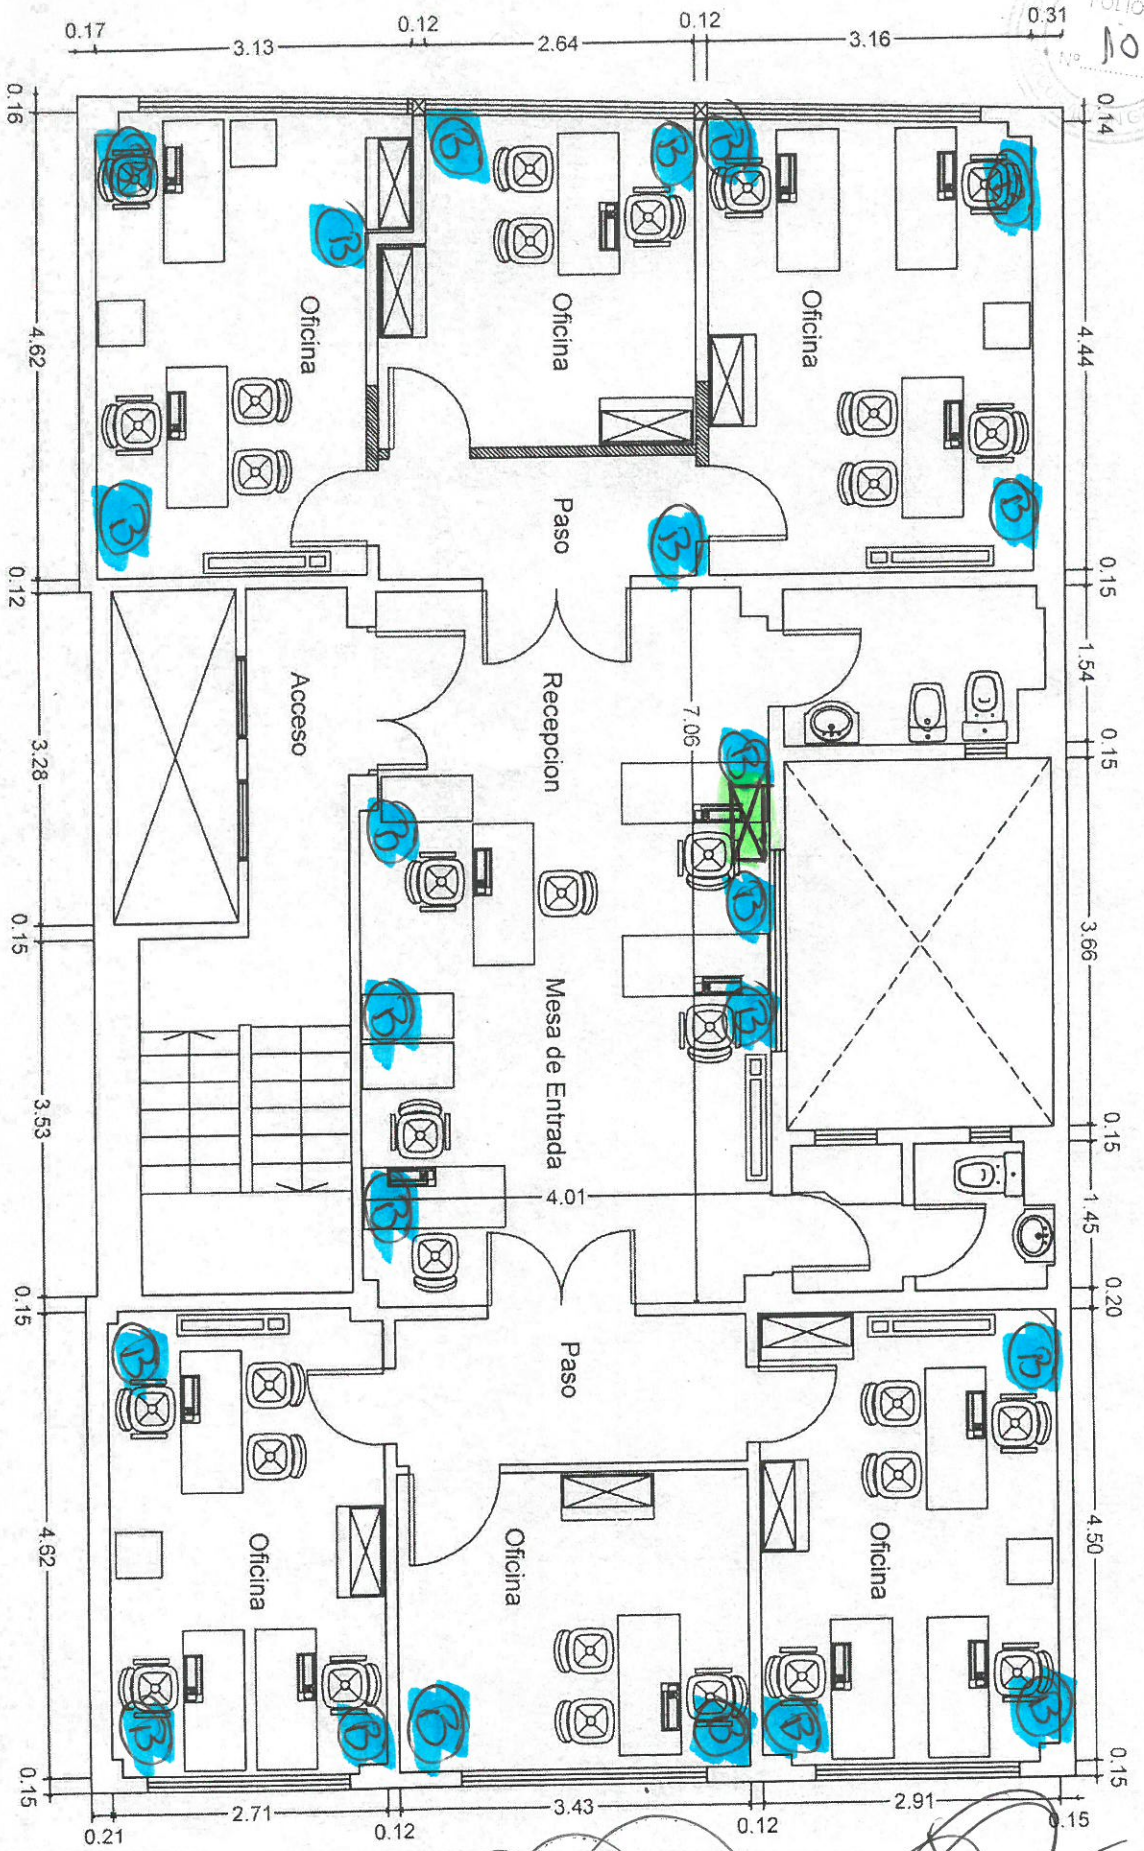 FOLIO
Nº 10
0.17
3.13
0.12
2.64
0.12
3.16
0.31
0.16
4.62
0.12
3.28
0.15
3.53
0.15
4.62
0.15
0.14
4.44
0.15
1.54
0.15
3.66
0.15
1.45
0.20
4.50
0.15
B
B
B
B
B
B
B
B
Oficina
Oficina
Oficina
Paso
Acceso
Recepcion
7.06
B
B
B
B
B
B
Mesa de Entrada
4.01
Paso
B
B
Oficina
Oficina
Oficina
B
B
B
B
B
B
0.21
2.71
0.12
3.43
0.12
2.91
0.15